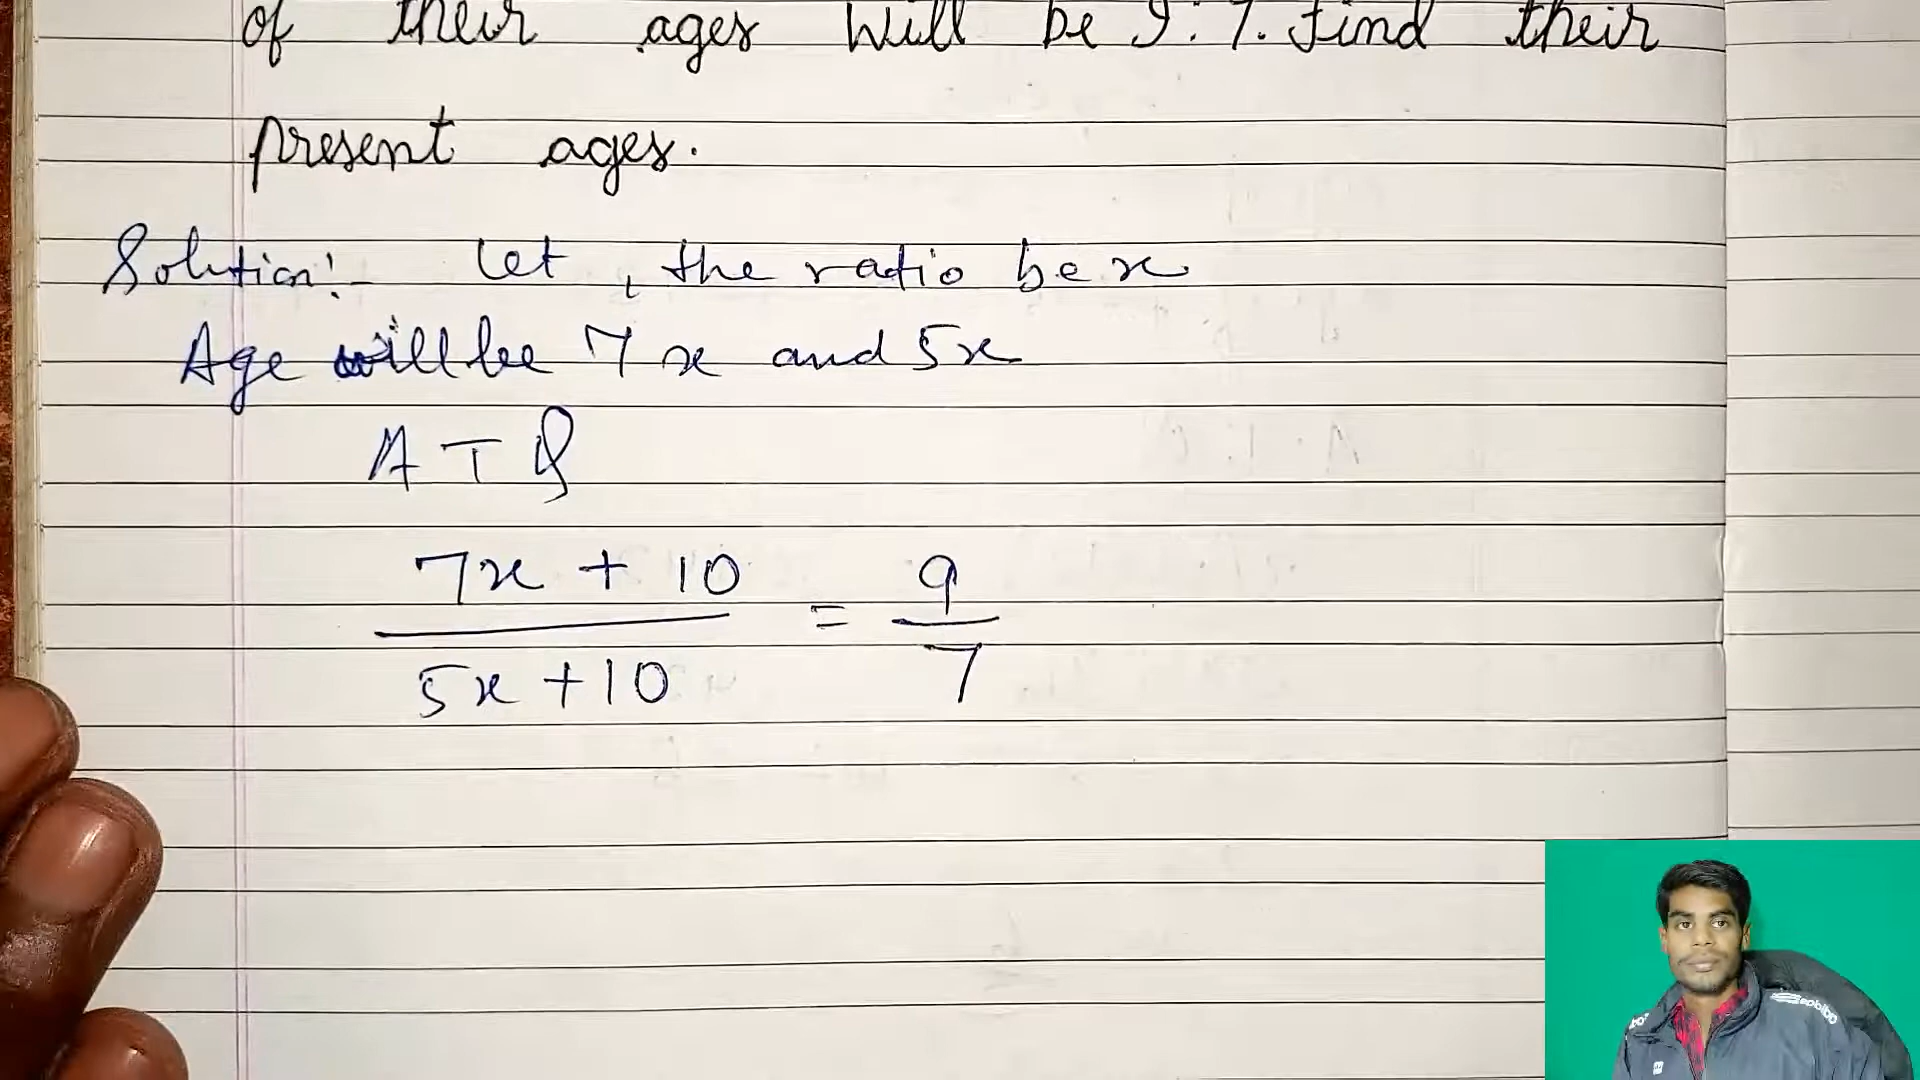 of their ages will be 9:7. Find their
present ages.
Solution:- Let, the ratio be x
Age will be 7x and 5x
ATQ
7x + 10 / 5x + 10 = 9 / 7